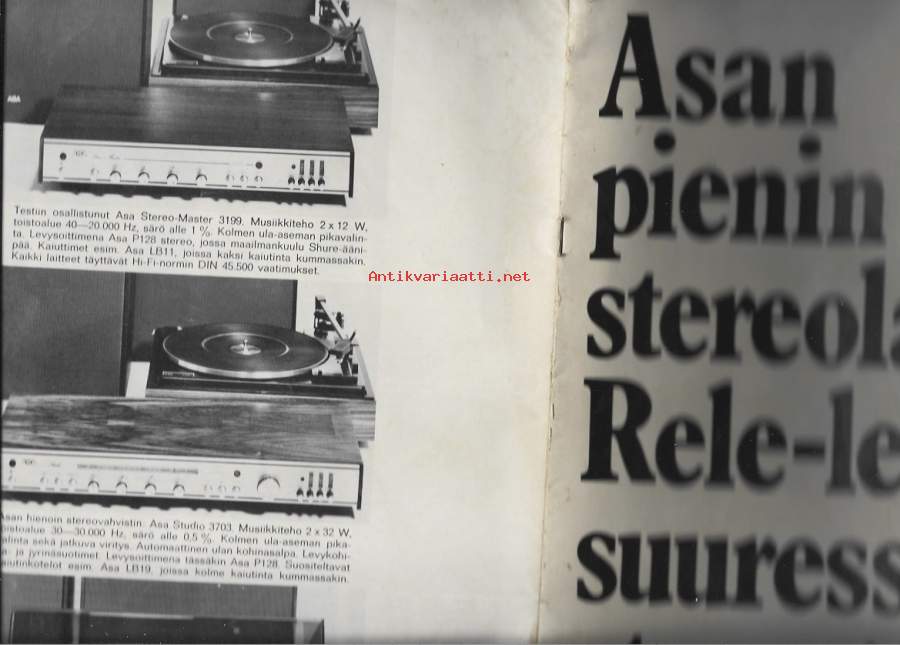 ASA
Testiin osallistunut Asa Stereo-Master 3199. Musiikkiteho 2 x 12 W,
toistoalue 40—20.000 Hz, särö alle 1 %. Kolmen ula-aseman pikavalin-
ta. Levysoittimena Asa P128 stereo, jossa maailmankuulu Shure-ääni-
pää. Kaiuttimet esim. Asa LB11, joissa kaksi kaiutinta kummassakin.
Kaikki laitteet täyttävät Hi-Fi-normin DIN 45.500 vaatimukset.
Antikvariaatti.net
Asan hienoin stereovahvistin. Asa Studio 3703. Musiikkiteho 2 x 32 W,
toistoalue 30—30.000 Hz, särö alle 0,5 %. Kolmen ula-aseman pika-
valinta sekä jatkuva viritys. Automaattinen ulan kohinasalpa. Levykohi-
a- ja jyrinäsuotimet. Levysoittimena tässäkin Asa P128. Suositeltavat
aiutinkotelot esim. Asa LB19, joissa kolme kaiutinta kummassakin.
Asan
pienin
stereola
Rele-le
suuress